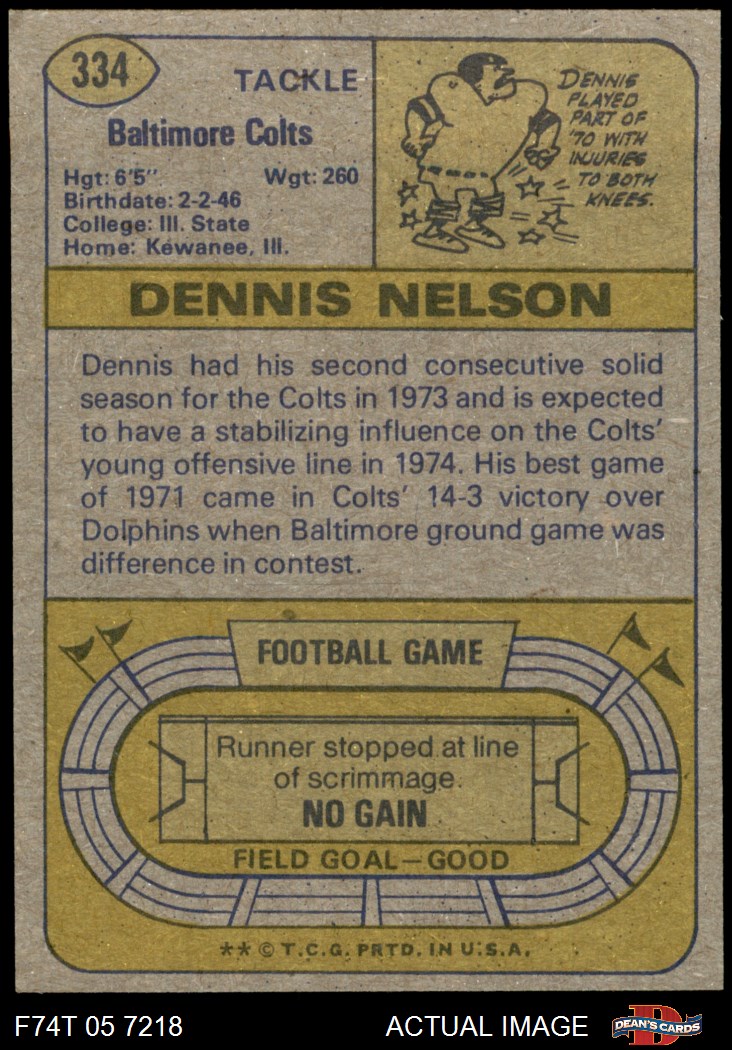 334
TACKLE
Baltimore Colts
Hgt: 6'5" Wgt: 260
Birthdate: 2-2-46
College: Ill. State
Home: Kewanee, Ill.
DENNIS
PLAYED
PART OF
'70 WITH
INJURIES
TO BOTH
KNEES.
DENNIS NELSON
Dennis had his second consecutive solid
season for the Colts in 1973 and is expected
to have a stabilizing influence on the Colts'
young offensive line in 1974. His best game
of 1971 came in Colts' 14-3 victory over
Dolphins when Baltimore ground game was
difference in contest.
FOOTBALL GAME
Runner stopped at line
of scrimmage.
NO GAIN
FIELD GOAL—GOOD
** © T.C.G. PRTD. IN U.S.A.
F74T 05 7218 ACTUAL IMAGE
D
DEAN'S CARDS